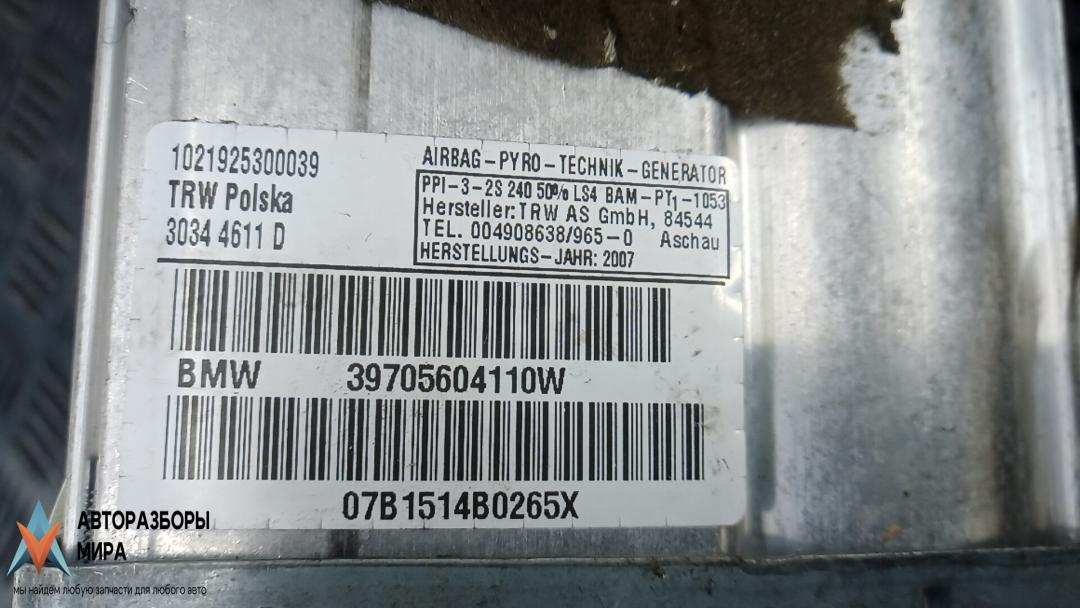 1021925300039
TRW Polska
3034 4611 D
AIRBAG-PYRO-TECHNIK-GENERATOR
PPI-3-2S 240 50% LS4 BAM-PT1-1053
Hersteller: TRW AS GmbH, 84544
TEL. 004908638/965-0 Aschau
HERSTELLUNGS-JAHR: 2007
BMW 39705604110W
07B1514B0265X
АВТОРАЗБОРЫ
МИРА
мы найдём любую запчасти для любого авто